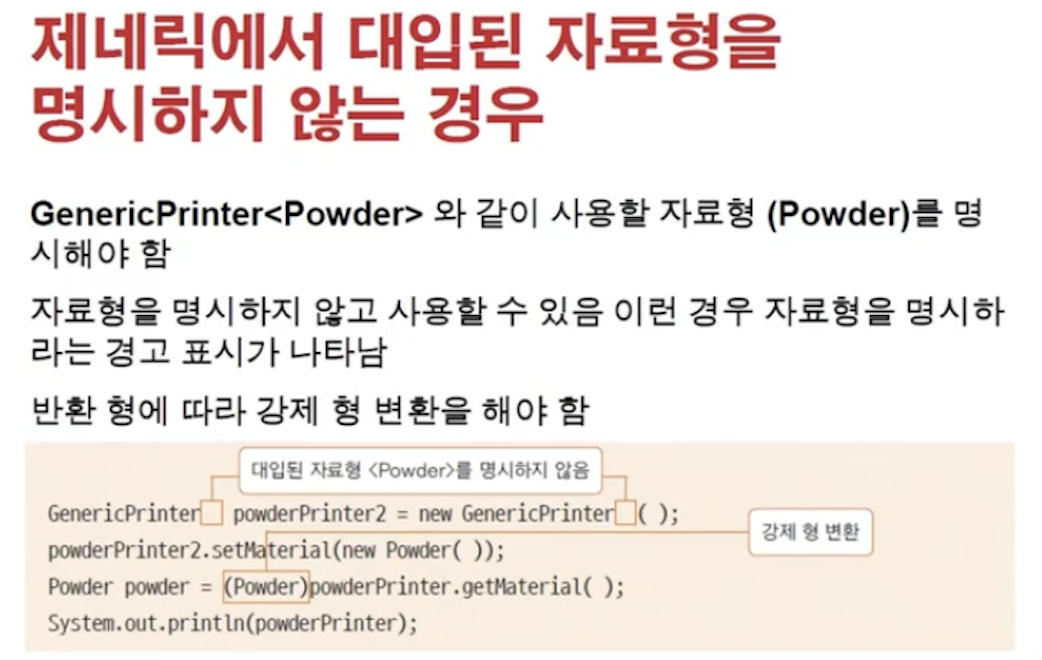 제네릭에서 대입된 자료형을
명시하지 않는 경우
GenericPrinter<Powder> 와 같이 사용할 자료형 (Powder)를 명
시해야 함
자료형을 명시하지 않고 사용할 수 있음 이런 경우 자료형을 명시하
라는 경고 표시가 나타남
반환 형에 따라 강제 형 변환을 해야 함
대입된 자료형 <Powder>를 명시하지 않음
GenericPrinter powderPrinter2 = new GenericPrinter ( );
강제 형 변환
powderPrinter2.setMaterial(new Powder( ));
Powder powder = (Powder)powderPrinter.getMaterial( );
System.out.println(powderPrinter);